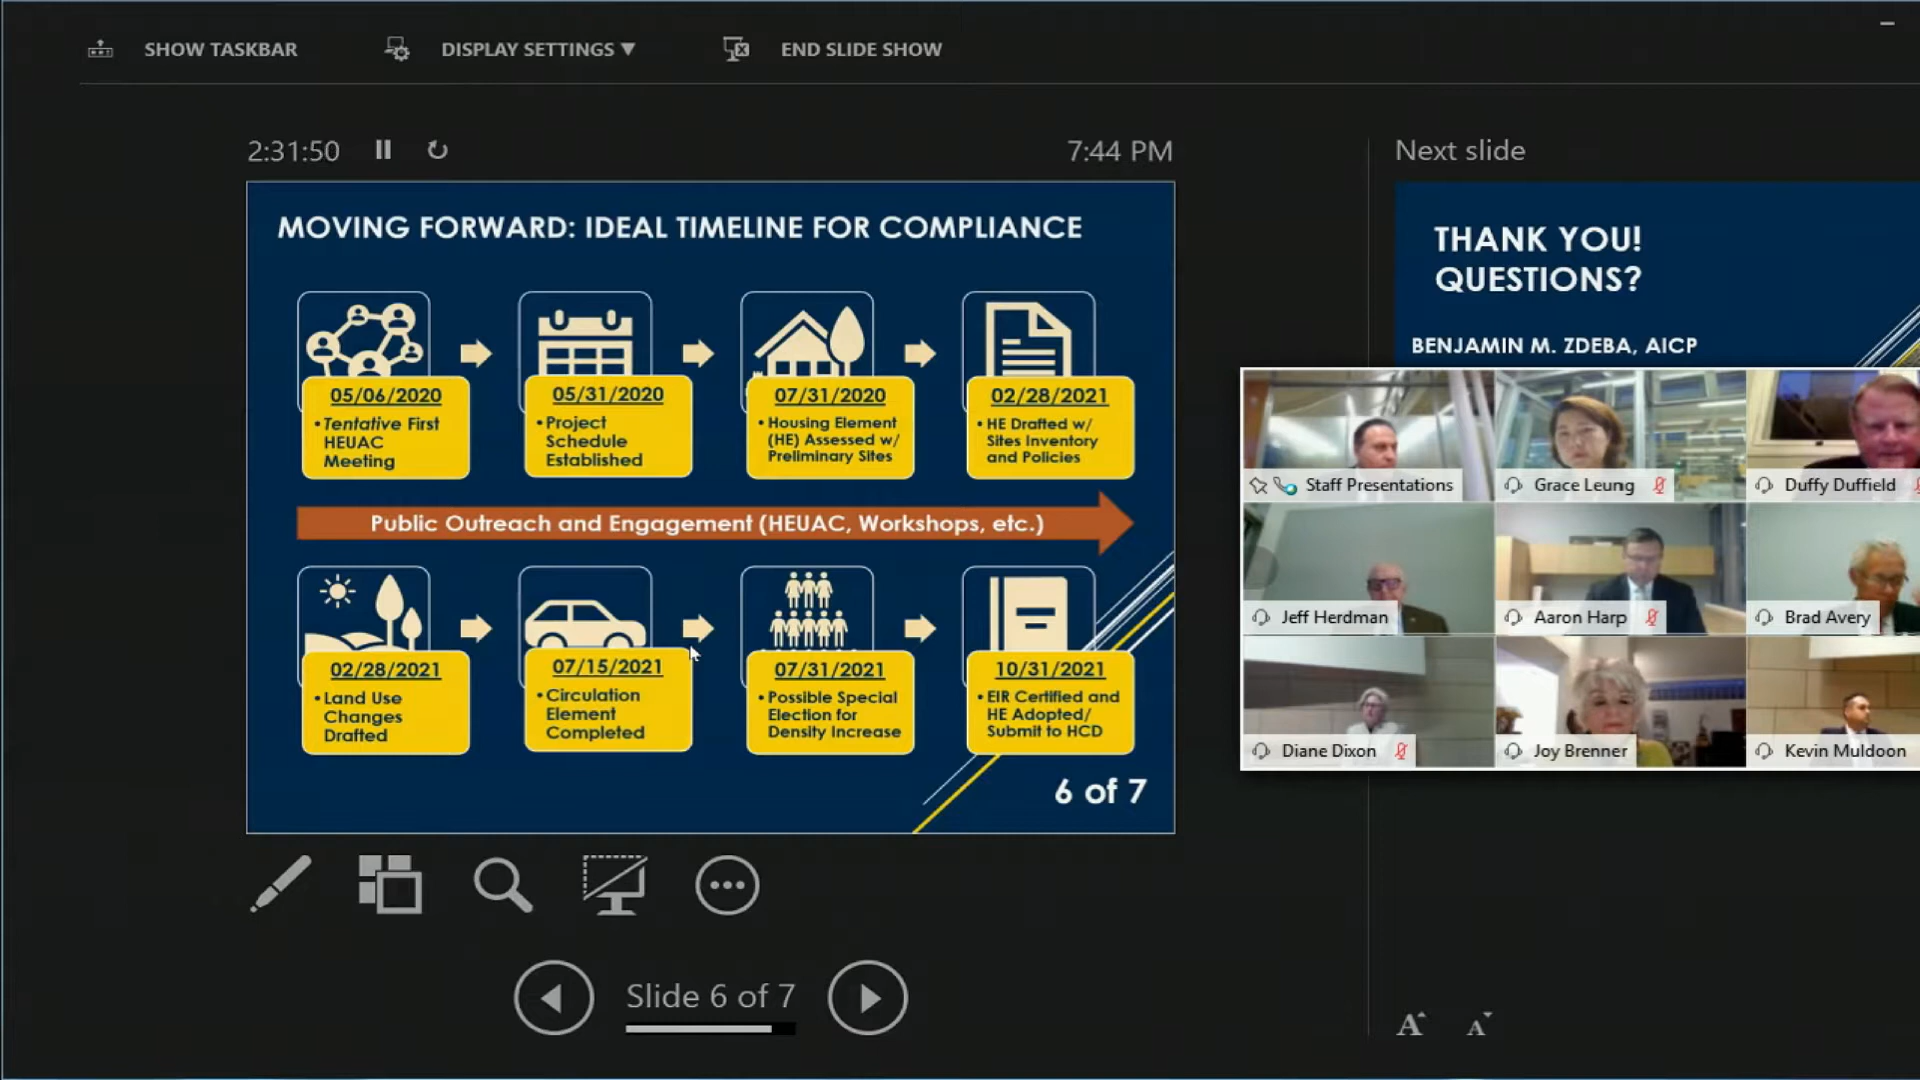 SHOW TASKBAR
DISPLAY SETTINGS ▼
END SLIDE SHOW
2:31:50
7:44 PM
Next slide
MOVING FORWARD: IDEAL TIMELINE FOR COMPLIANCE
05/06/2020
•Tentative First
HEUAC
Meeting
05/31/2020
•Project
Schedule
Established
07/31/2020
•Housing Element
(HE) Assessed w/
Preliminary Sites
02/28/2021
•HE Drafted w/
Sites Inventory
and Policies
Public Outreach and Engagement (HEUAC, Workshops, etc.)
02/28/2021
•Land Use
Changes
Drafted
07/15/2021
•Circulation
Element
Completed
07/31/2021
•Possible Special
Election for
Density Increase
10/31/2021
•EIR Certified and
HE Adopted/
Submit to HCD
6 of 7
THANK YOU!
QUESTIONS?
BENJAMIN M. ZDEBA, AICP
Staff Presentations
Grace Leung
Duffy Duffield
Jeff Herdman
Aaron Harp
Brad Avery
Diane Dixon
Joy Brenner
Kevin Muldoon
Slide 6 of 7
A
A